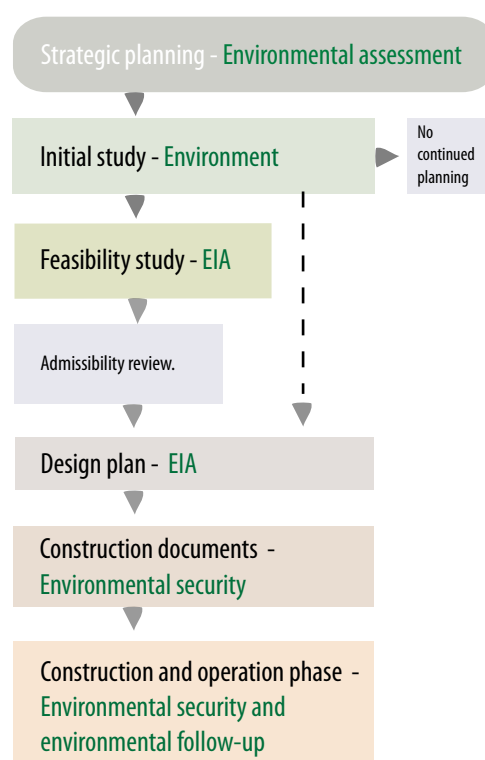 Strategic planning - Environmental assessment
Initial study - Environment
No
continued
planning
Feasibility study - EIA
Admissibility review.
Design plan - EIA
Construction documents -
Environmental security
Construction and operation phase -
Environmental security and
environmental follow-up